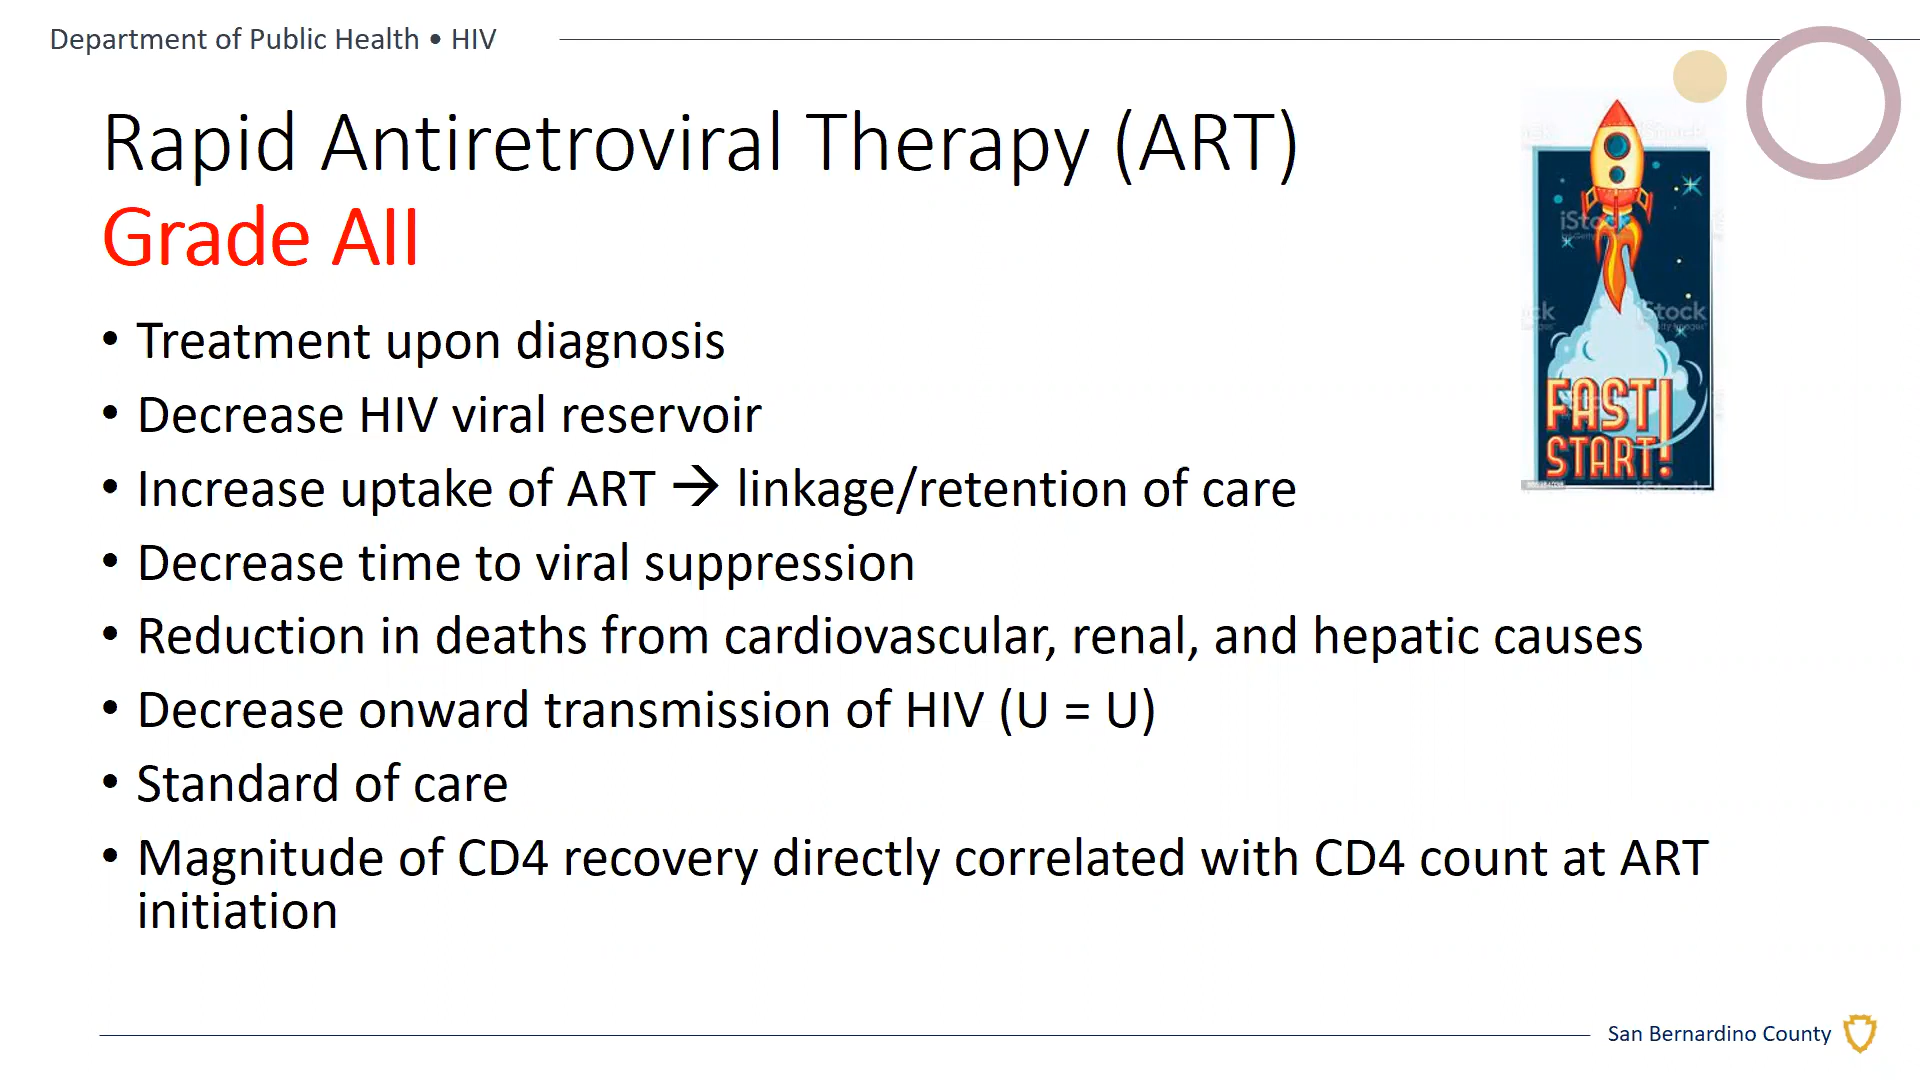 Department of Public Health • HIV
Rapid Antiretroviral Therapy (ART)
Grade AII
• Treatment upon diagnosis
• Decrease HIV viral reservoir
• Increase uptake of ART → linkage/retention of care
• Decrease time to viral suppression
• Reduction in deaths from cardiovascular, renal, and hepatic causes
• Decrease onward transmission of HIV (U = U)
• Standard of care
• Magnitude of CD4 recovery directly correlated with CD4 count at ART
initiation
iStock
iStock
FAST
START!
San Bernardino County